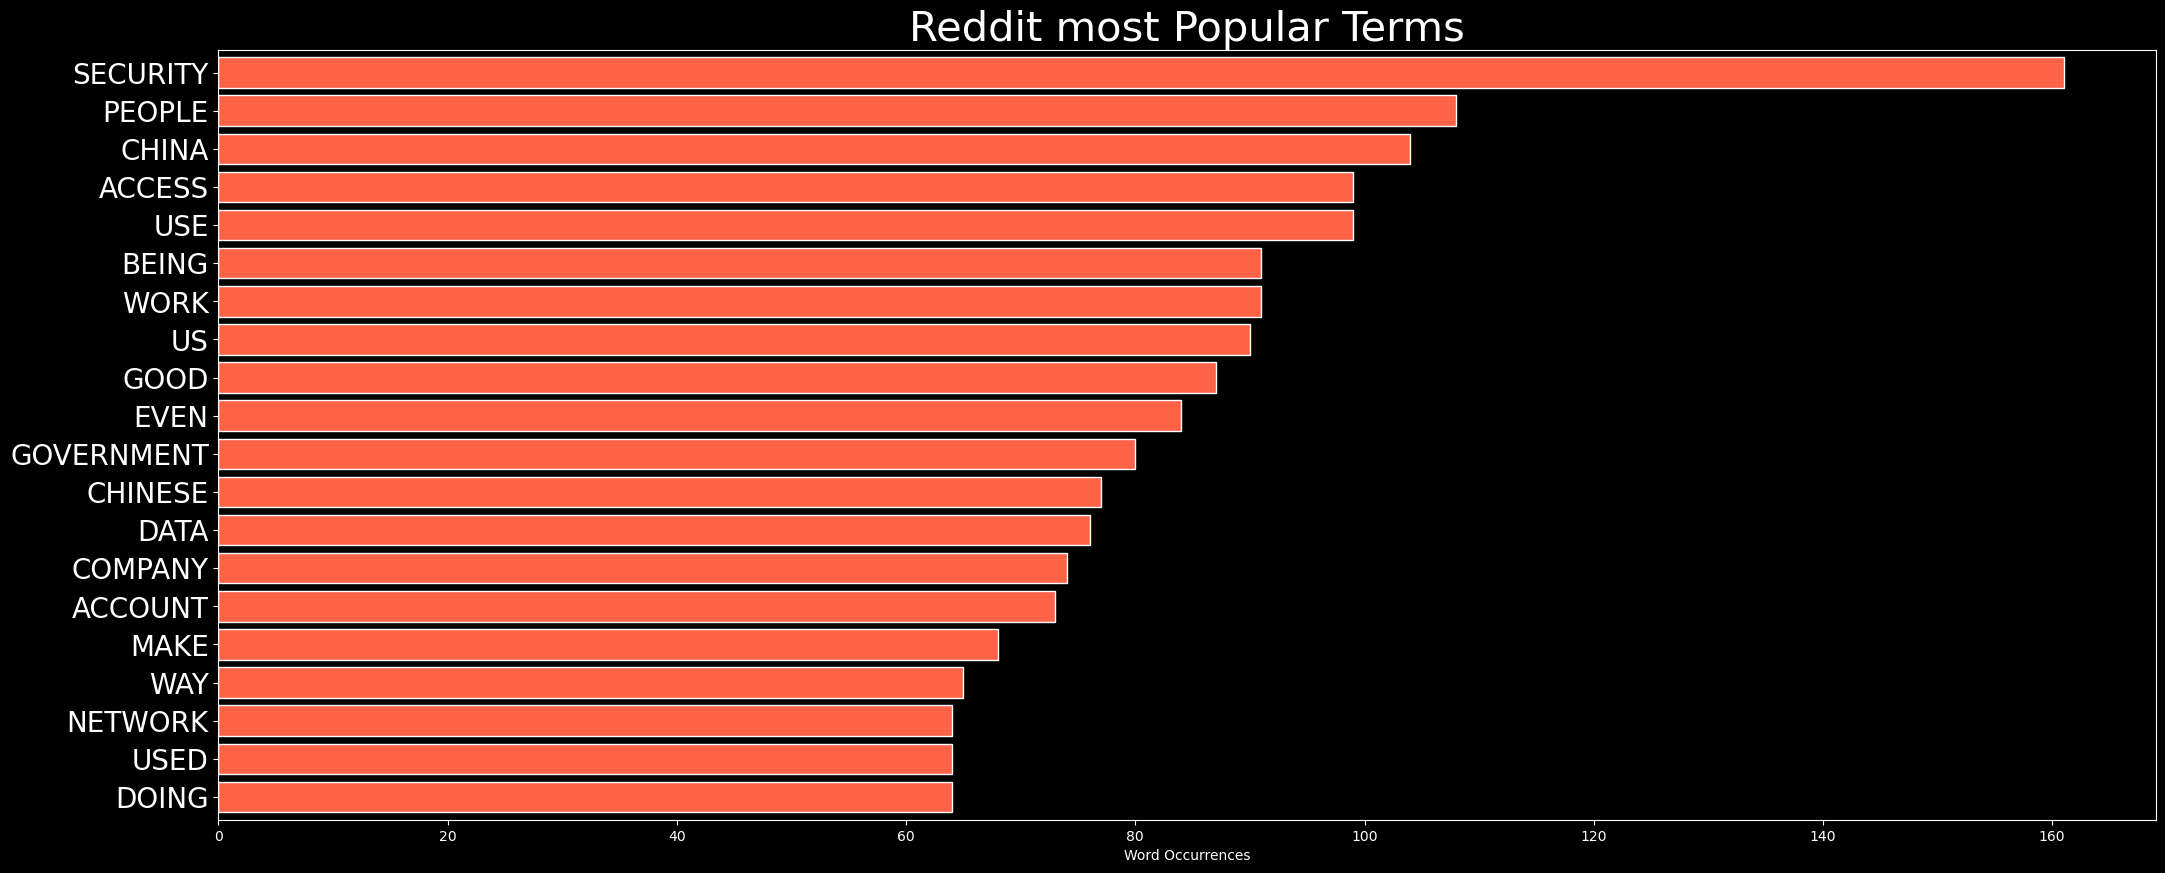 Reddit most Popular Terms
SECURITY
PEOPLE
CHINA
ACCESS
USE
BEING
WORK
US
GOOD
EVEN
GOVERNMENT
CHINESE
DATA
COMPANY
ACCOUNT
MAKE
WAY
NETWORK
USED
DOING
0 20 40 60 80 100 120 140 160
Word Occurrences